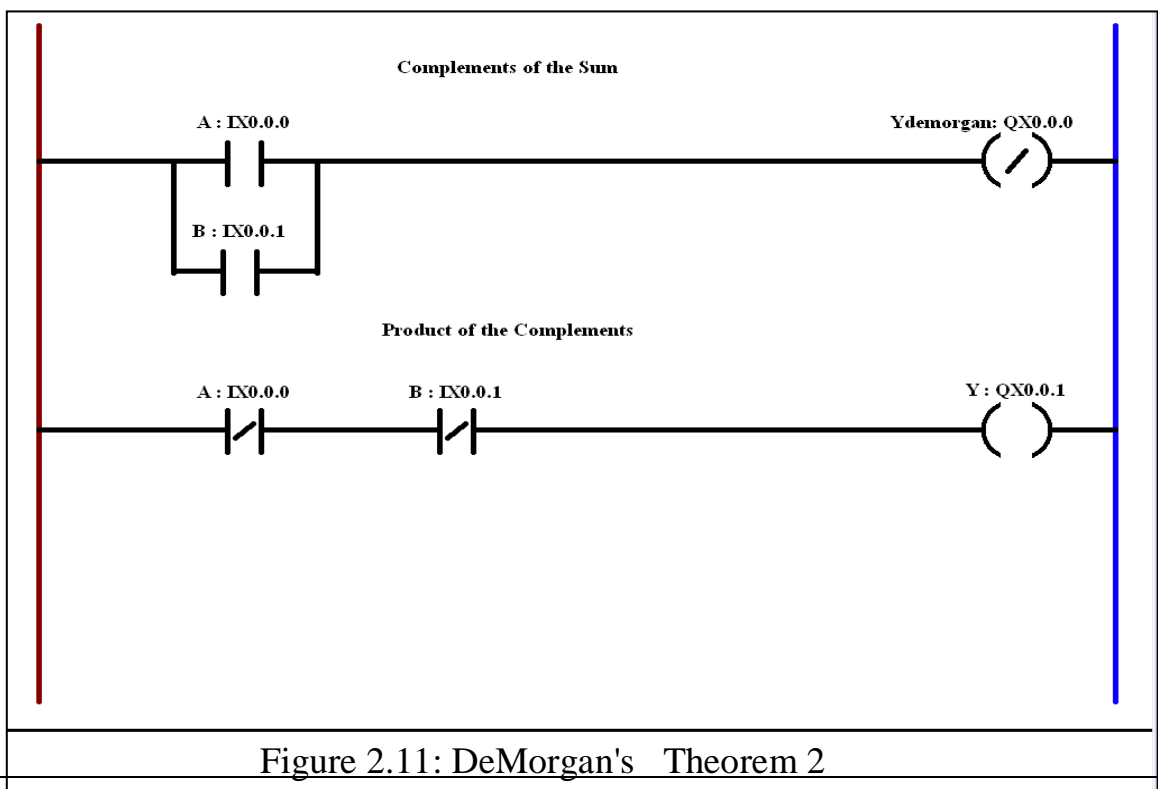 Complements of the Sum
A : IX0.0.0
Ydemorgan: QX0.0.0
B : IX0.0.1
Product of the Complements
A : IX0.0.0
B : IX0.0.1
Y : QX0.0.1
Figure 2.11: DeMorgan's Theorem 2